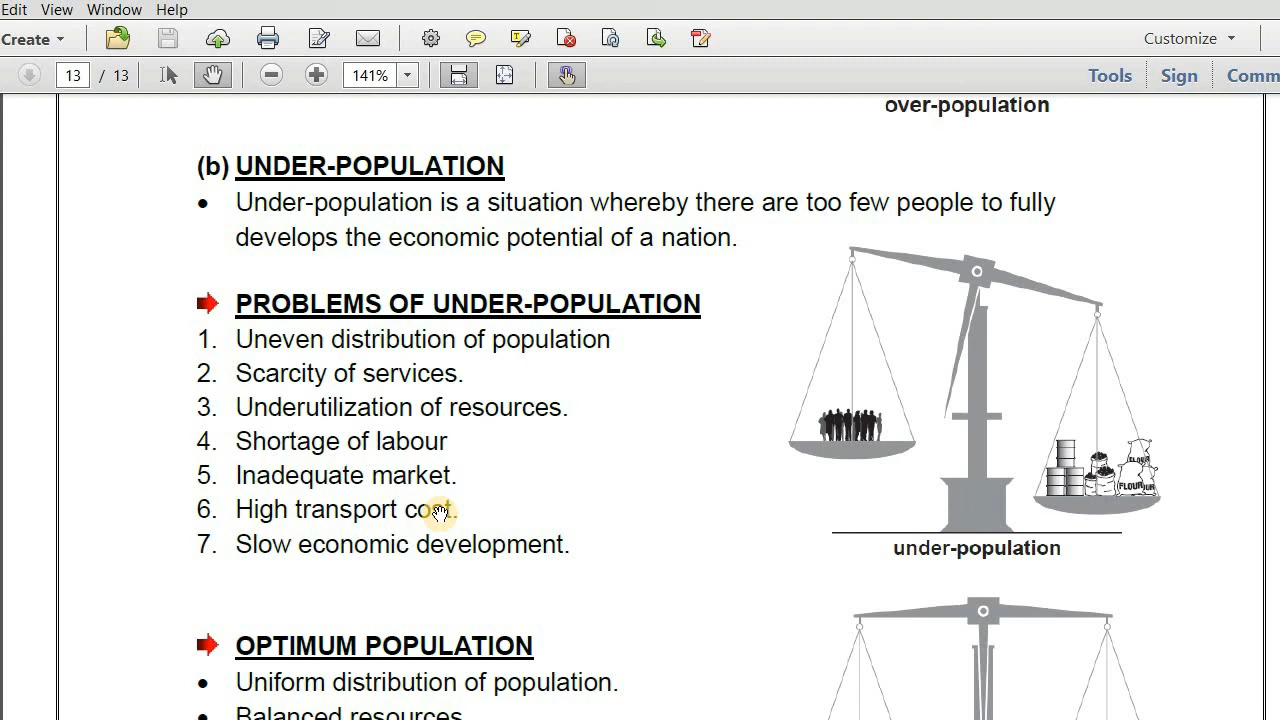 Edit View Window Help
Create Customize
13 / 13 141% Tools Sign Comm
over-population
(b) UNDER-POPULATION
• Under-population is a situation whereby there are too few people to fully
develops the economic potential of a nation.
PROBLEMS OF UNDER-POPULATION
1. Uneven distribution of population
2. Scarcity of services.
3. Underutilization of resources.
4. Shortage of labour
5. Inadequate market.
6. High transport cost.
7. Slow economic development.
FLOUR
FLOUR
under-population
OPTIMUM POPULATION
• Uniform distribution of population.
• Balanced resources